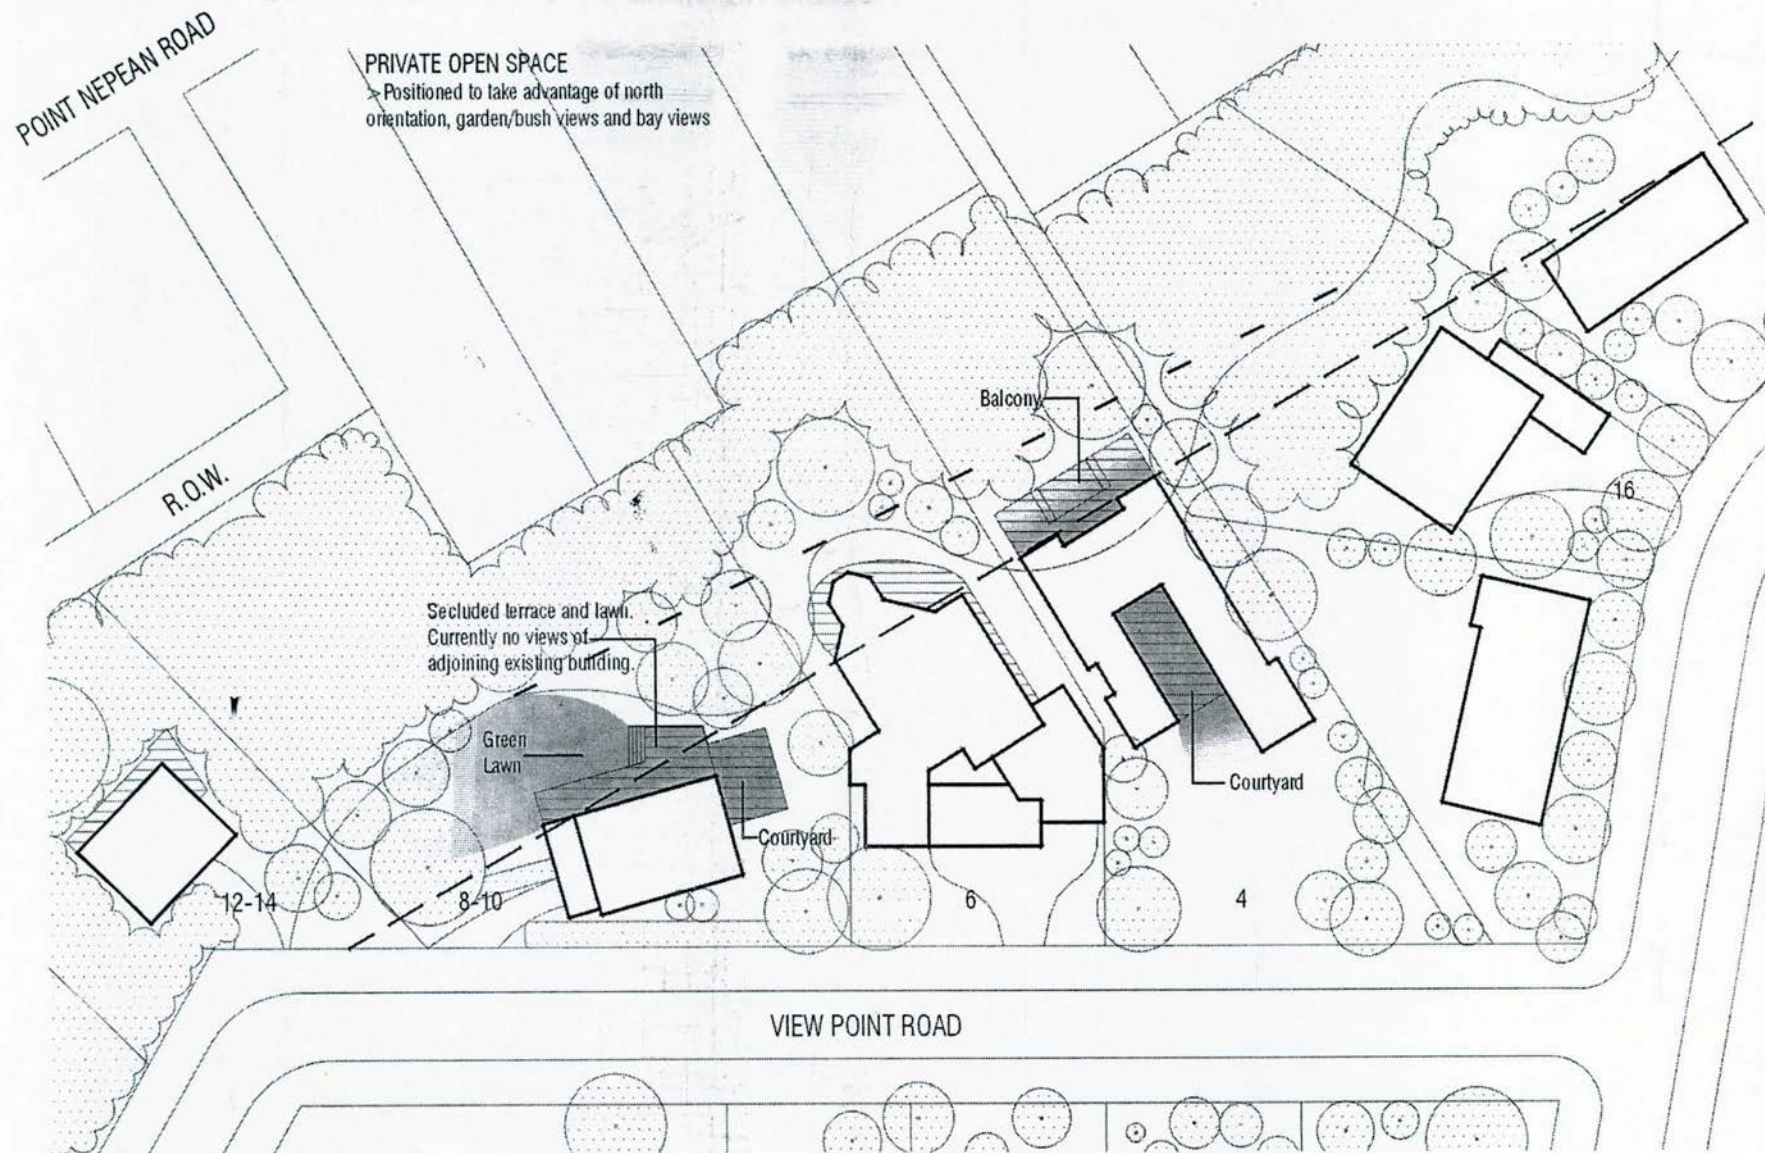 POINT NEPEAN ROAD
PRIVATE OPEN SPACE
> Positioned to take advantage of north
orientation, garden/bush views and bay views
Balcony
R.O.W.
16
Secluded terrace and lawn.
Currently no views of
adjoining existing building.
Green
Lawn
Courtyard
Courtyard
12-14
8-10
6
4
VIEW POINT ROAD